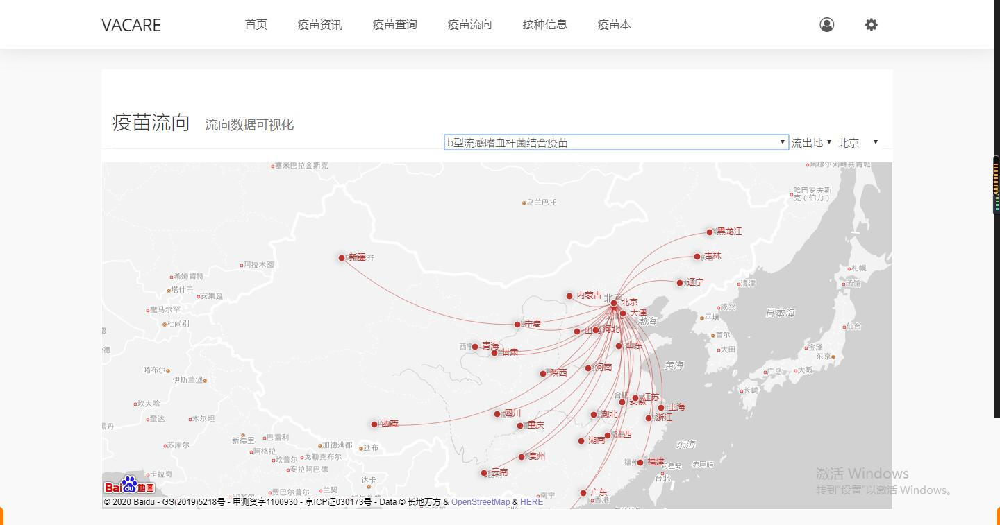 VACARE
首页
疫苗资讯
疫苗查询
疫苗流向
接种信息
疫苗本
疫苗流向
流向数据可视化
b型流感嗜血杆菌结合疫苗
流出地
北京
塞米巴拉金斯克
哈巴罗夫斯
克(伯力)
乌兰巴托
黑龙江
新疆
吉林
阿拉木图
札幌
希姆肯特
辽宁
清津
函馆
塔什干
安集延
内蒙古
北京
北京
咸兴
撒马尔罕
天津
日本海
平壤
杜尚别
宁夏
渤海
仙台
河北
首尔
西宁
青海
山东
甘肃
大田
金泽
东京
黄海
喀布尔
陕西
河南
广岛
大阪
伊斯兰堡
长崎
合肥
江苏
安徽
坎大哈
上海
四川
湖北
浙江
奎达
木尔坦
西藏
重庆
江西
新德里
巴雷利
湖南
苏库尔
加德满都
廷布
东海
阿格拉
坎普尔
戈勒克布尔
贵州
福州
福建
钓鱼岛
赤尾屿
安拉阿巴德
卡拉奇
云南
台北
达卡
激活 Windows
转到"设置"以激活 Windows。
Bai du 地图
贾巴尔普尔
兰契
南宁
广东
香港
© 2020 Baidu - GS(2019)5218号 - 甲测资字1100930 - 京ICP证030173号 - Data © 长地万方 & OpenStreetMap & HERE